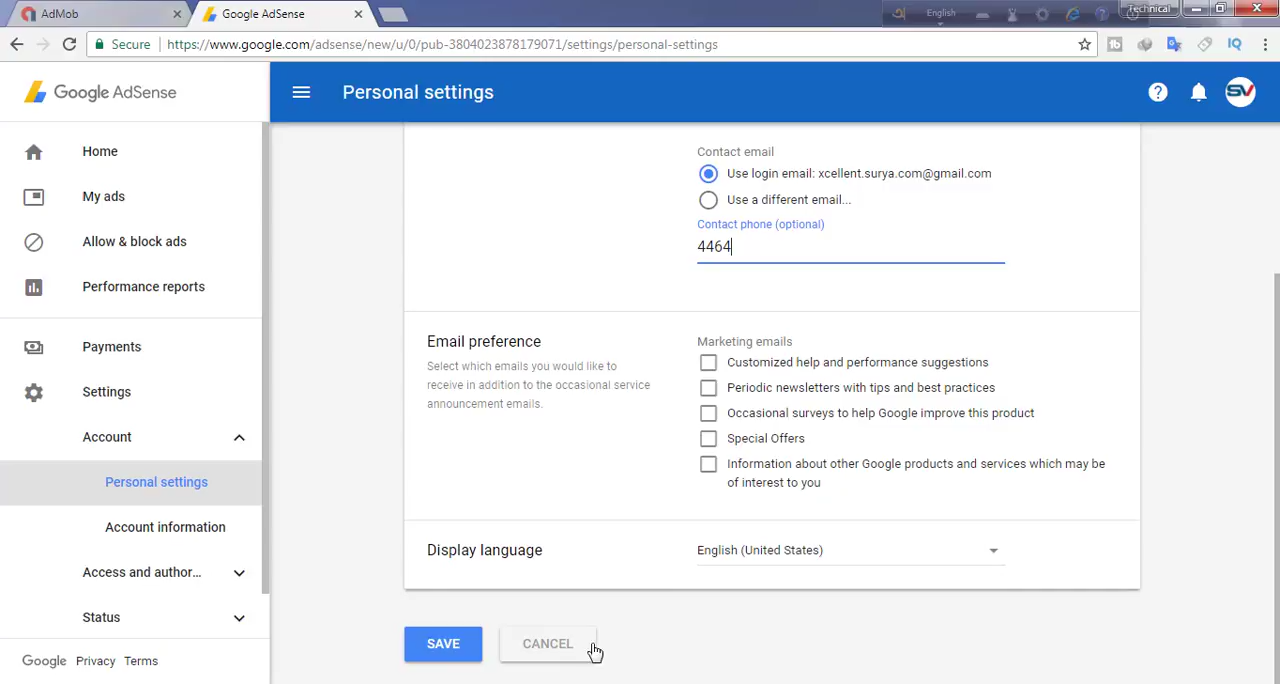 AdMob
Google AdSense
English
Technical
Secure
https://www.google.com/adsense/new/u/0/pub-3804023878179071/settings/personal-settings
IQ
Google AdSense
Personal settings
SV
Home
My ads
Allow & block ads
Performance reports
Payments
Settings
Account
Personal settings
Account information
Access and author...
Status
Google Privacy Terms
Contact email
Use login email: xcellent.surya.com@gmail.com
Use a different email...
Contact phone (optional)
4464
Email preference
Select which emails you would like to
receive in addition to the occasional service
announcement emails.
Marketing emails
Customized help and performance suggestions
Periodic newsletters with tips and best practices
Occasional surveys to help Google improve this product
Special Offers
Information about other Google products and services which may be
of interest to you
Display language
English (United States)
SAVE
CANCEL